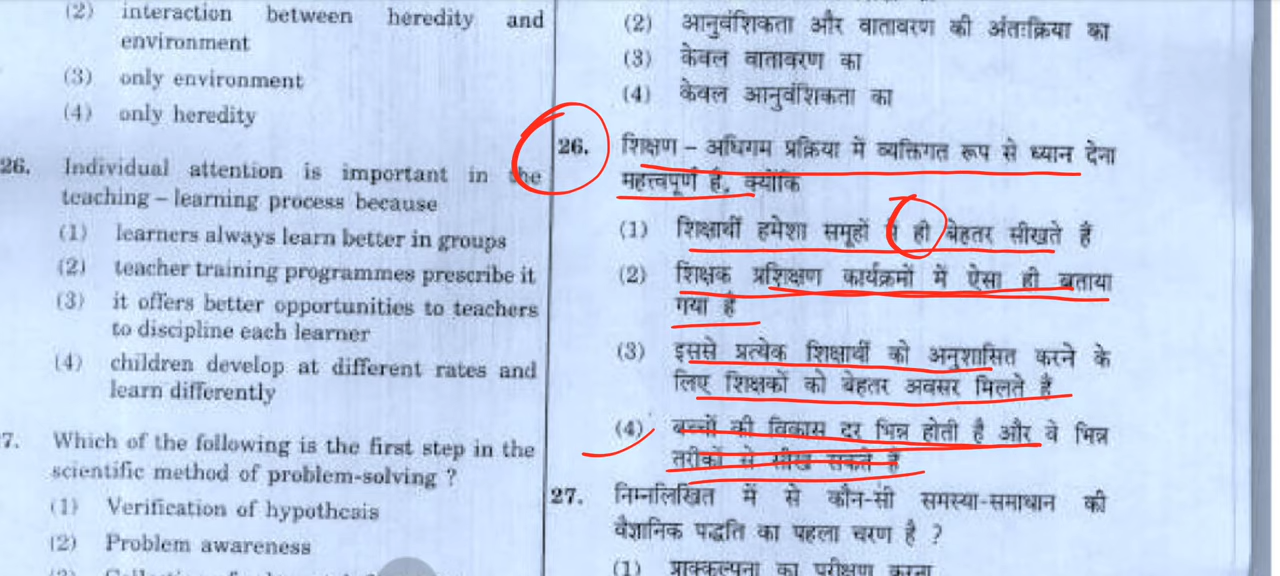 (2) interaction between heredity and
environment
(3) only environment
(4) only heredity
26. Individual attention is important in the
teaching – learning process because
(1) learners always learn better in groups
(2) teacher training programmes prescribe it
(3) it offers better opportunities to teachers
to discipline each learner
(4) children develop at different rates and
learn differently
7. Which of the following is the first step in the
scientific method of problem-solving ?
(1) Verification of hypothesis
(2) Problem awareness
(2) आनुवंशिकता और वातावरण की अंतःक्रिया का
(3) केवल वातावरण का
(4) केवल आनुवंशिकता का
26. शिक्षण – अधिगम प्रक्रिया में व्यक्तिगत रूप से ध्यान देना
महत्त्वपूर्ण है, क्योंकि
(1) शिक्षार्थी हमेशा समूहों ही बेहतर सीखते हैं
(2) शिक्षक प्रशिक्षण कार्यक्रमों में ऐसा ही बताया
गया है
(3) इससे प्रत्येक शिक्षार्थी को अनुशासित करने के
लिए शिक्षकों को बेहतर अवसर मिलते हैं
(4) बच्चों की विकास दर भिन्न होती है और वे भिन्न
तरीकों से सीख सकते हैं
27. निम्नलिखित में से कौन-सी समस्या-समाधान की
वैज्ञानिक पद्धति का पहला चरण है ?
(1) प्राक्कल्पना का परीक्षण करना